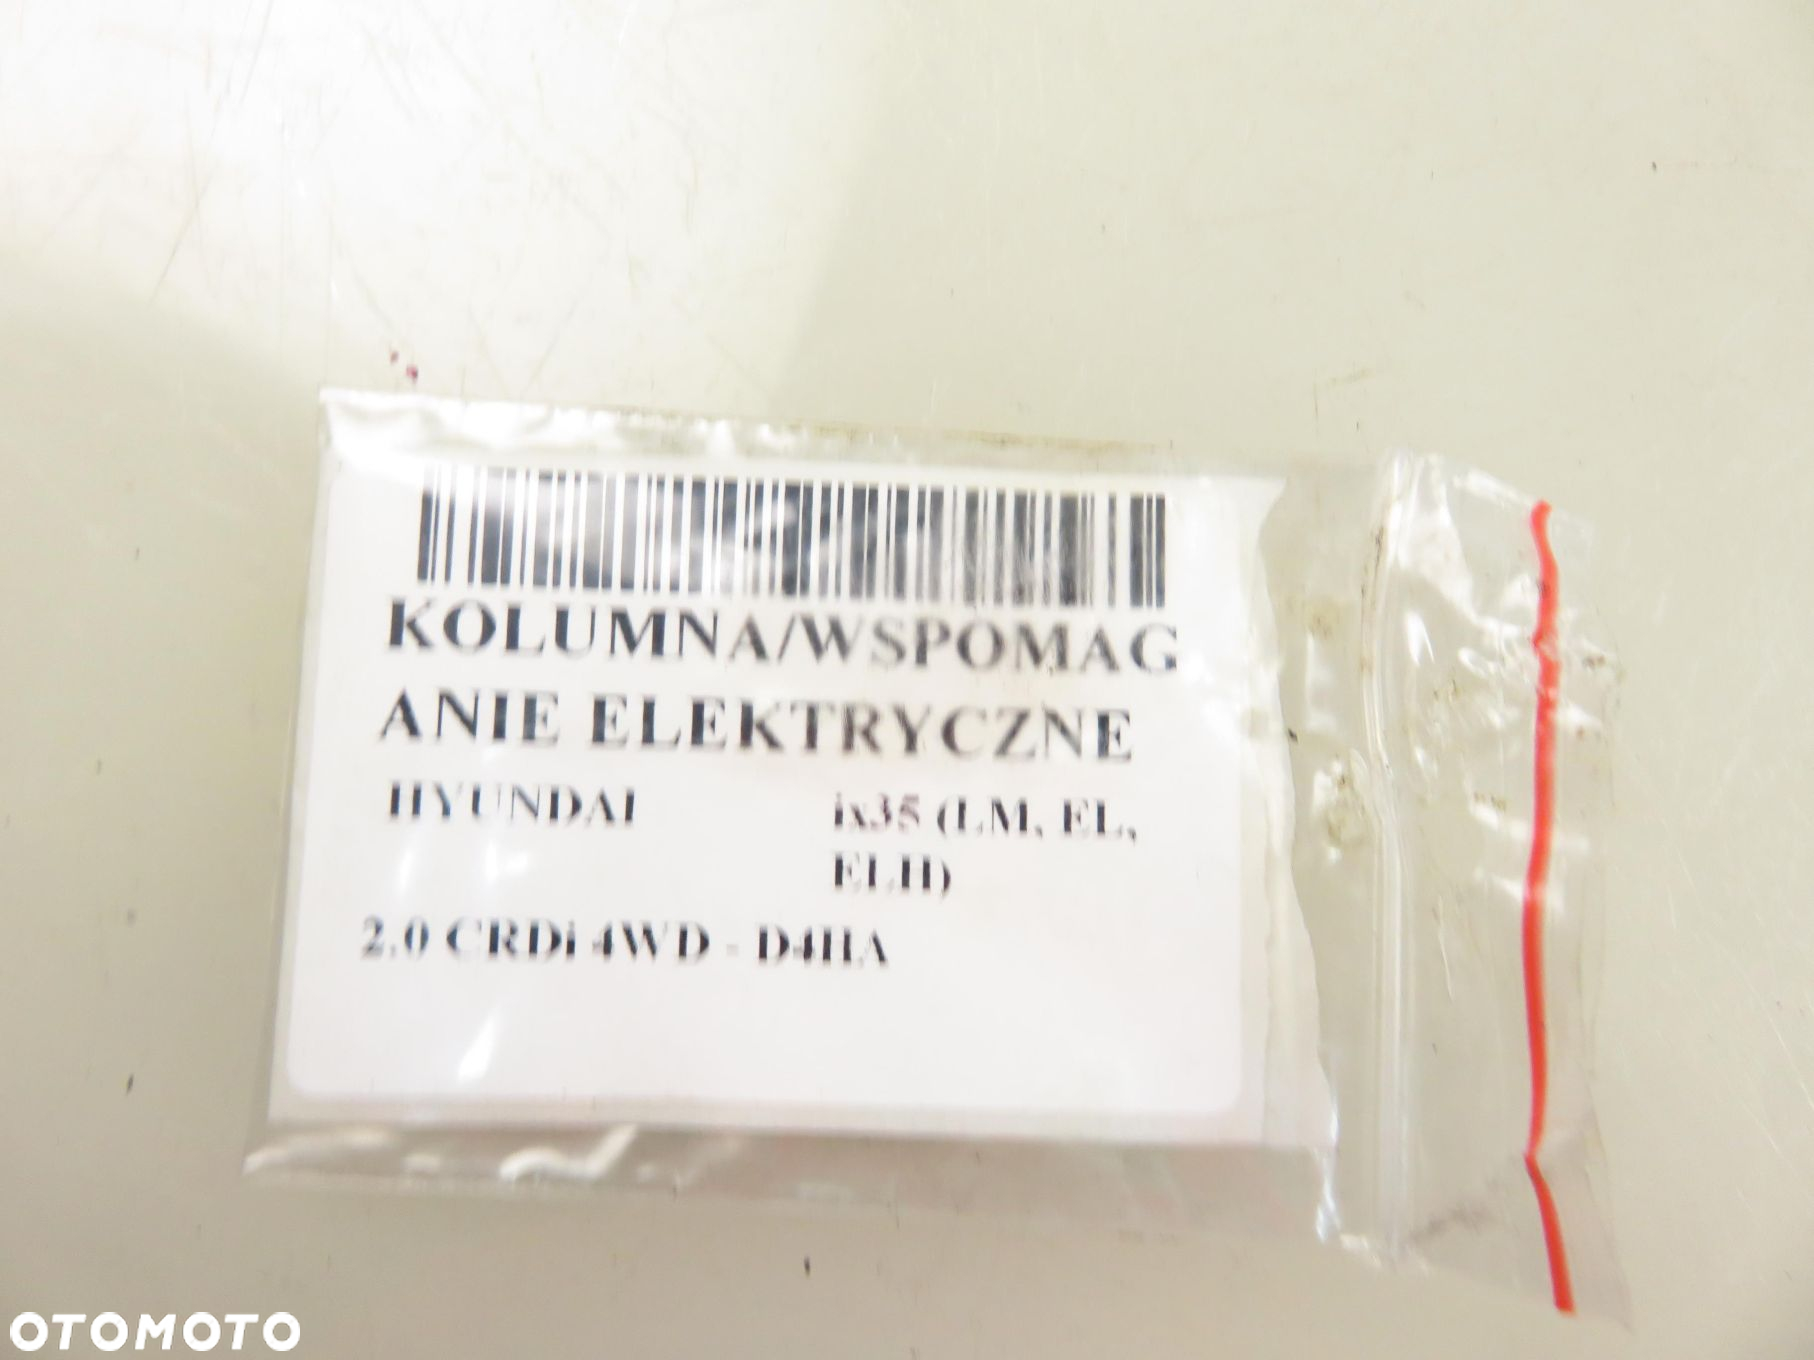 KOLUMNA/WSPOMAG
ANIE ELEKTRYCZNE
HYUNDAI ix35 (LM, EL,
ELH)
2.0 CRDi 4WD - D4HA
OTOMOTO